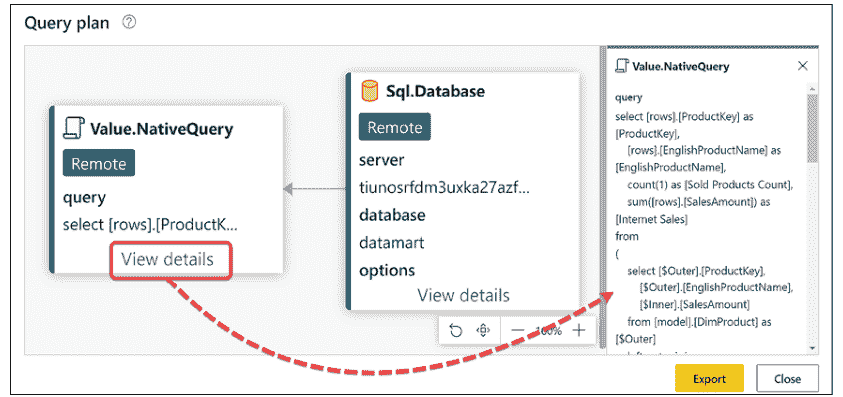 Query plan ?
Value.NativeQuery
Remote
query
select [rows].[ProductK...
View details
Sql.Database
Remote
server
tiunosrfdm3uxka27azf...
database
datamart
options
View details
100%
Value.NativeQuery
query
select [rows].[ProductKey] as
[ProductKey],
[rows].[EnglishProductName] as
[EnglishProductName],
count(1) as [Sold Products Count],
sum([rows].[SalesAmount]) as
[Internet Sales]
from
(
select [$Outer].[ProductKey],
[$Outer].[EnglishProductName],
[$Inner].[SalesAmount]
from [model].[DimProduct] as
[$Outer]
Export
Close